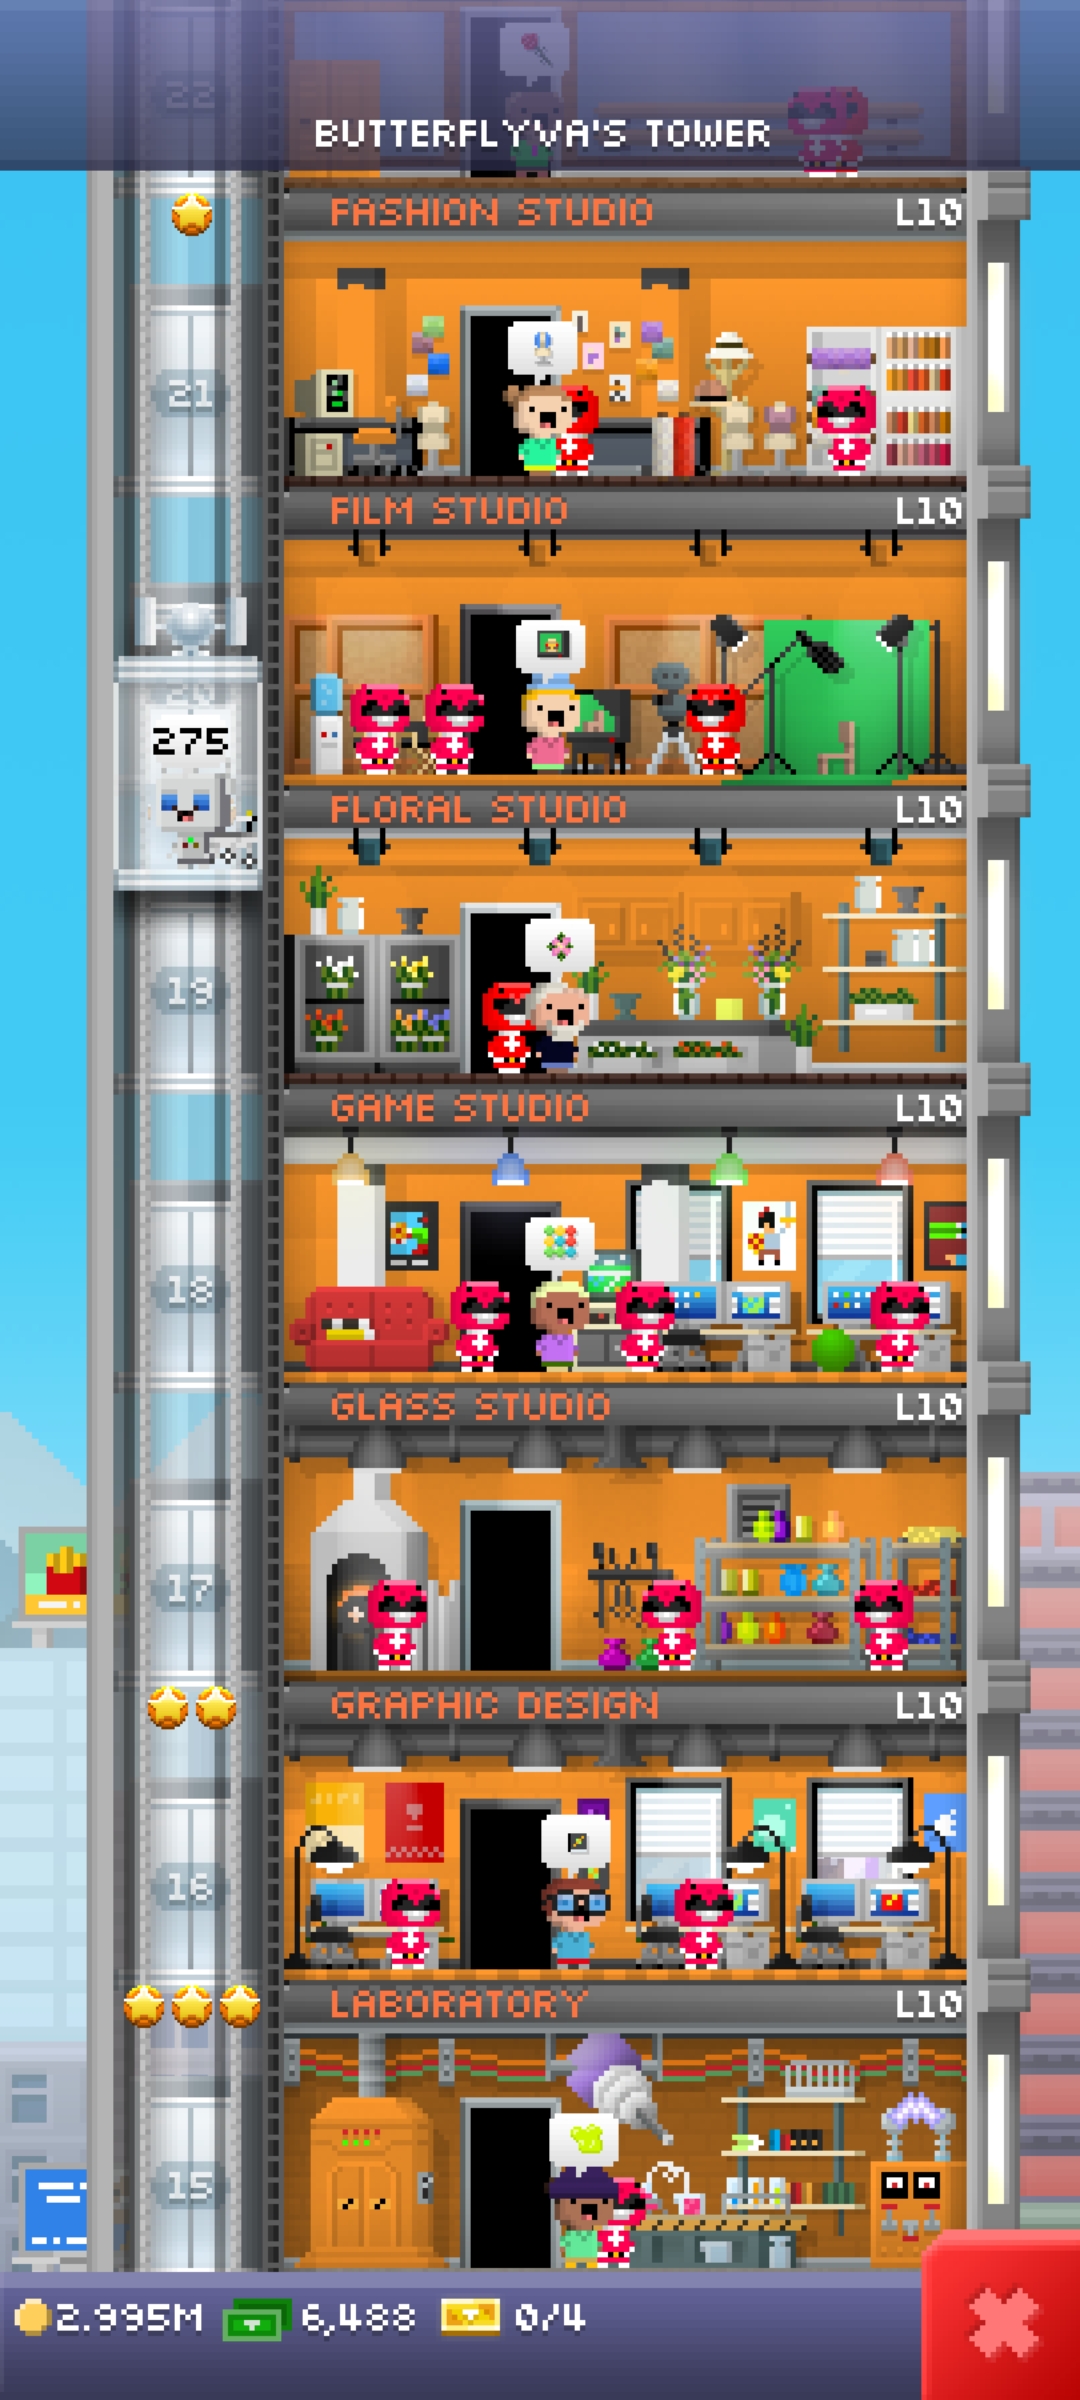 22
BUTTERFLYVA'S TOWER
FASHION STUDIO L10
21
FILM STUDIO L10
275
FLORAL STUDIO L10
19
GAME STUDIO L10
18
GLASS STUDIO L10
17
GRAPHIC DESIGN L10
16
LABORATORY L10
15
2.995M 6,488 0/4